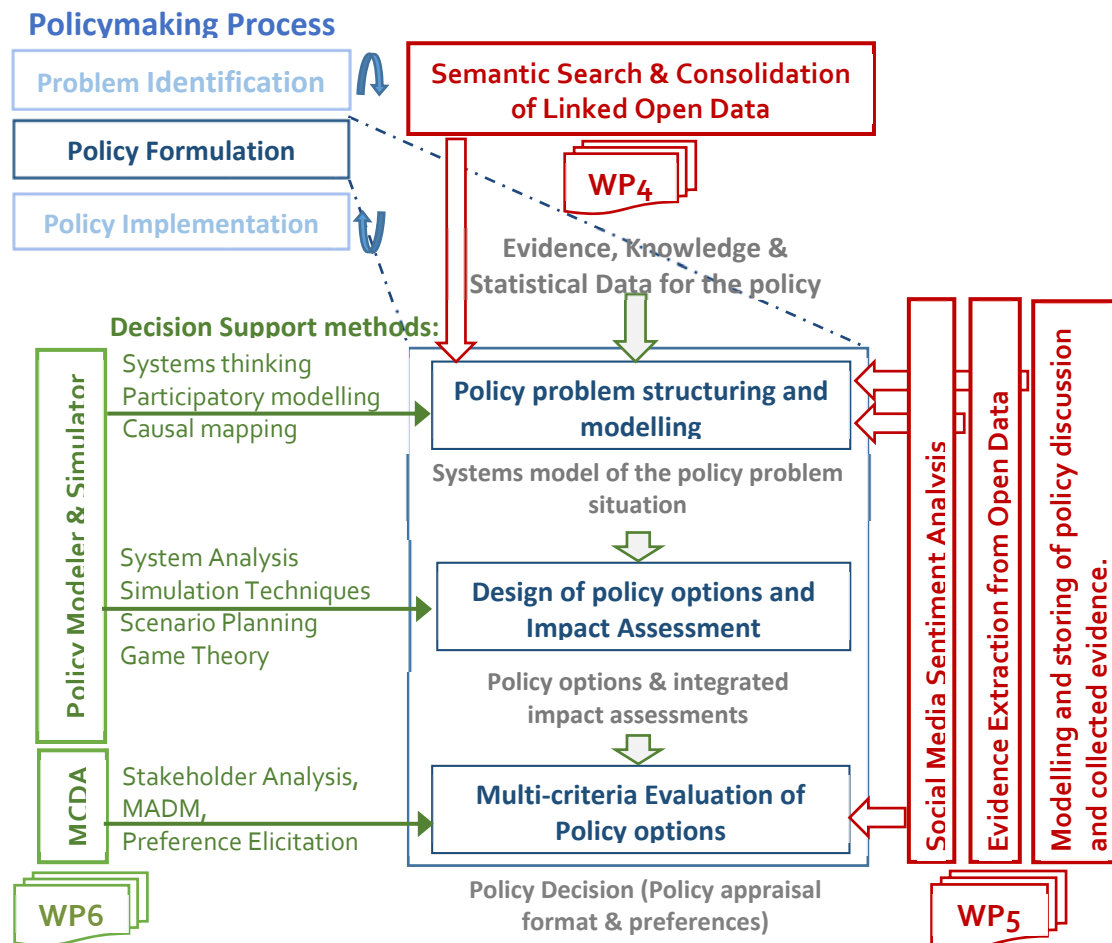 Policymaking Process
Problem Identification
Policy Formulation
Policy Implementation
Semantic Search & Consolidation
of Linked Open Data
WP4
Evidence, Knowledge &
Statistical Data for the policy
Decision Support methods:
Systems thinking
Participatory modelling
Causal mapping
System Analysis
Simulation Techniques
Scenario Planning
Game Theory
Stakeholder Analysis,
MADM,
Preference Elicitation
Policy Modeler & Simulator
MCDA
WP6
Policy problem structuring and
modelling
Systems model of the policy problem
situation
Design of policy options and
Impact Assessment
Policy options & integrated
impact assessments
Multi-criteria Evaluation of
Policy options
Policy Decision (Policy appraisal
format & preferences)
Social Media Sentiment Analysis
Evidence Extraction from Open Data
Modelling and storing of policy discussion
and collected evidence.
WP5